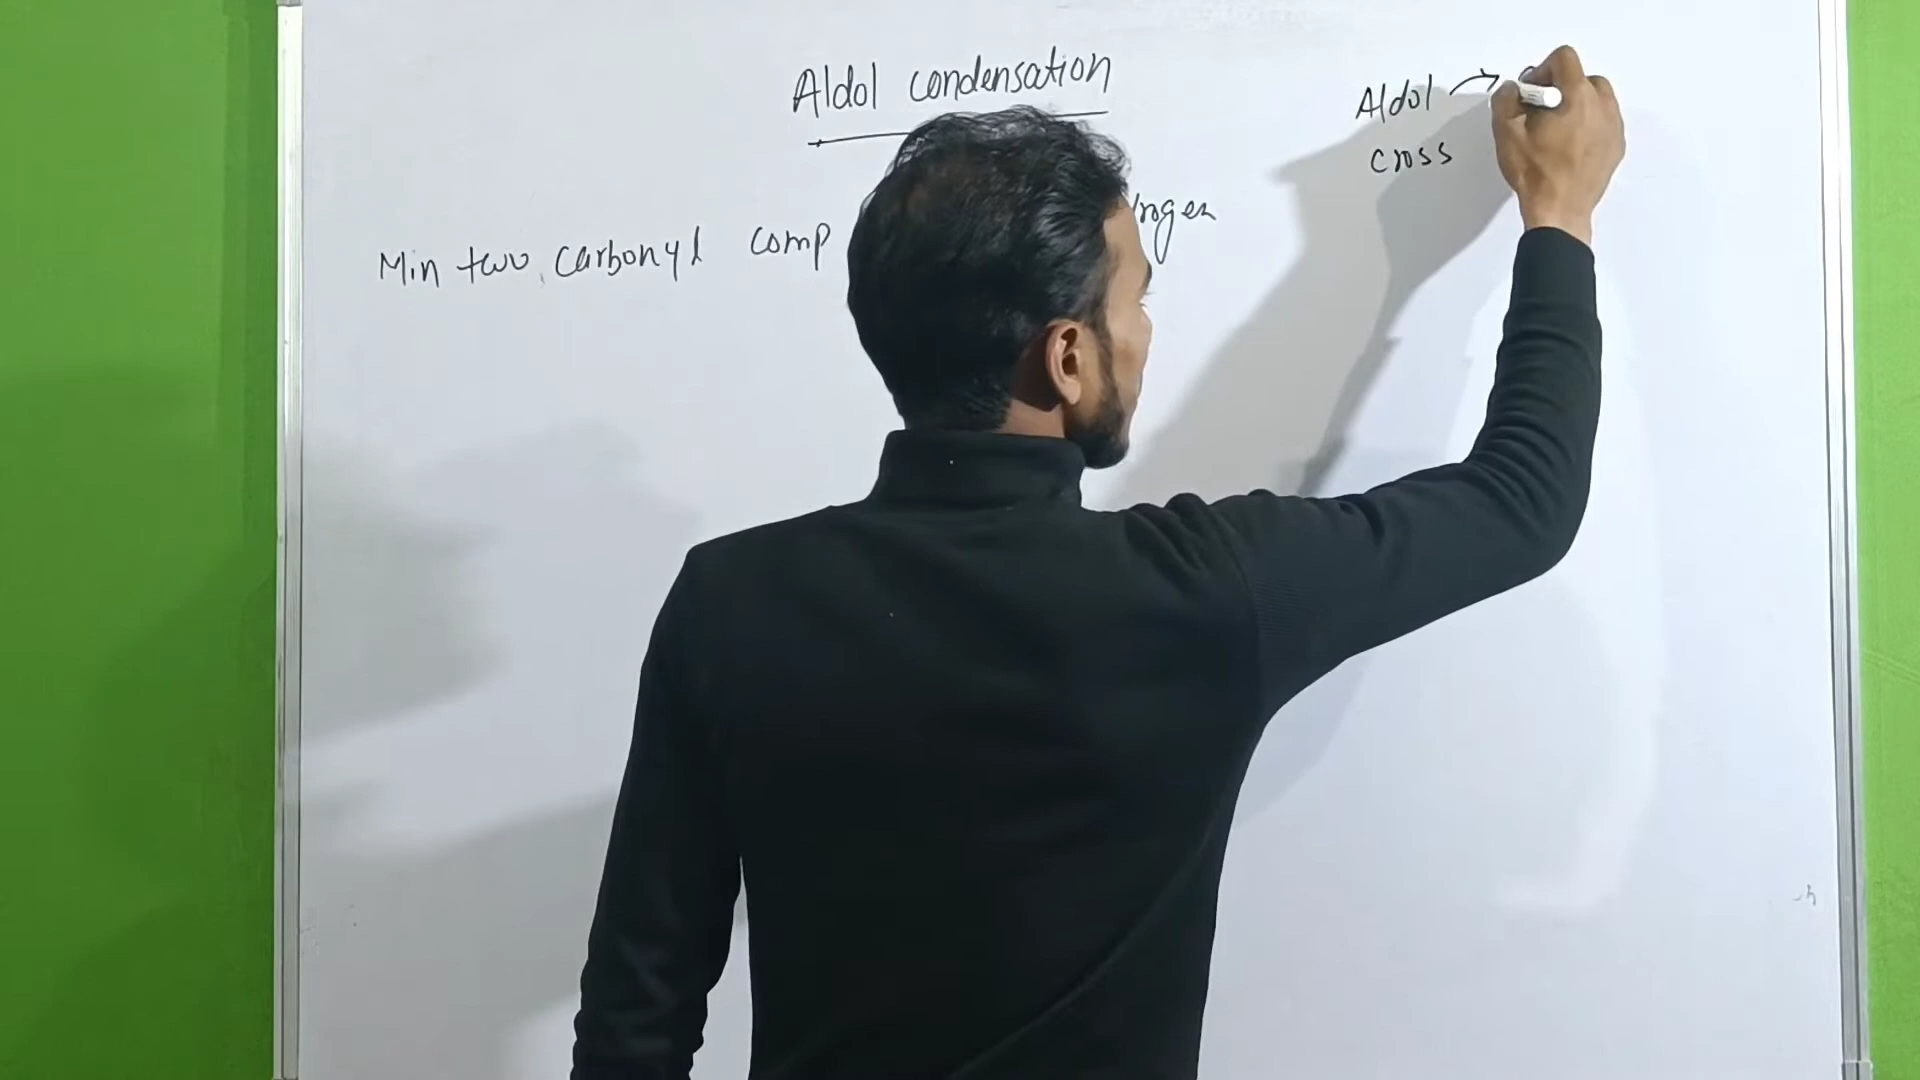 Aldol condensation
Aldol →
cross
Min two carbonyl comp